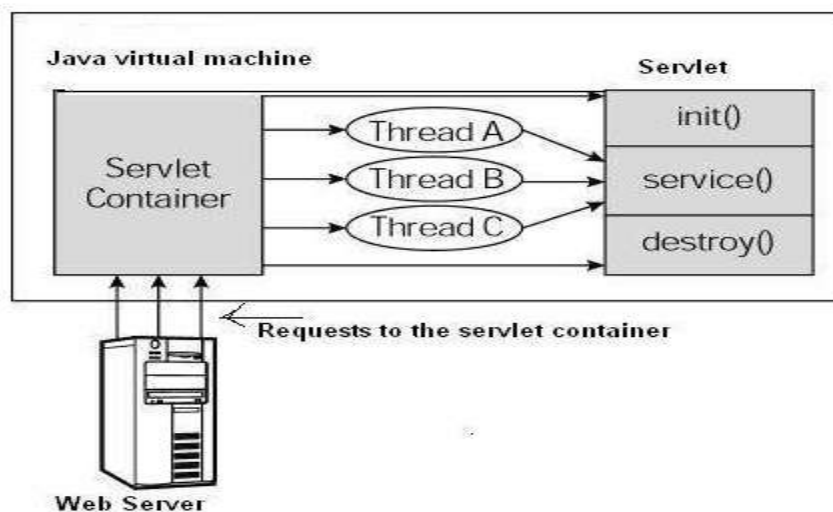 Java virtual machine
Servlet
init()
Thread A
Servlet
Container
Thread B
service()
Thread C
destroy()
Requests to the servlet container
Web Server